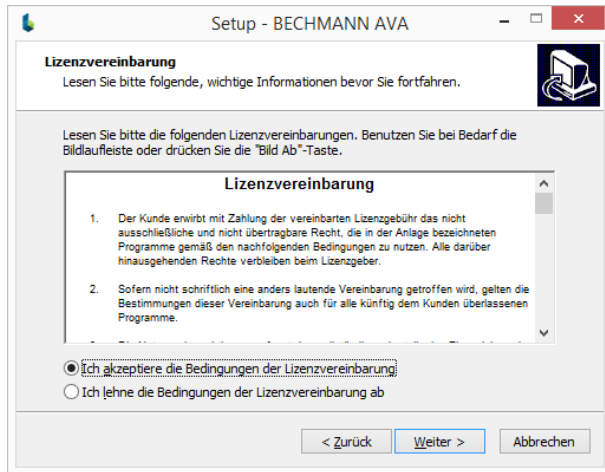 Setup - BECHMANN AVA
Lizenzvereinbarung
Lesen Sie bitte folgende, wichtige Informationen bevor Sie fortfahren.
Lesen Sie bitte die folgenden Lizenzvereinbarungen. Benutzen Sie bei Bedarf die
Bildlaufleiste oder drücken Sie die "Bild Ab"-Taste.
Lizenzvereinbarung
1. Der Kunde erwirbt mit Zahlung der vereinbarten Lizenzgebühr das nicht
ausschließliche und nicht übertragbare Recht, die in der Anlage bezeichneten
Programme gemäß den nachfolgenden Bedingungen zu nutzen. Alle darüber
hinausgehenden Rechte verbleiben beim Lizenzgeber.
2. Sofern nicht schriftlich eine anders lautende Vereinbarung getroffen wird, gelten die
Bestimmungen dieser Vereinbarung auch für alle künftig dem Kunden überlassenen
Programme.
Ich akzeptiere die Bedingungen der Lizenzvereinbarung
Ich lehne die Bedingungen der Lizenzvereinbarung ab
< Zurück Weiter > Abbrechen